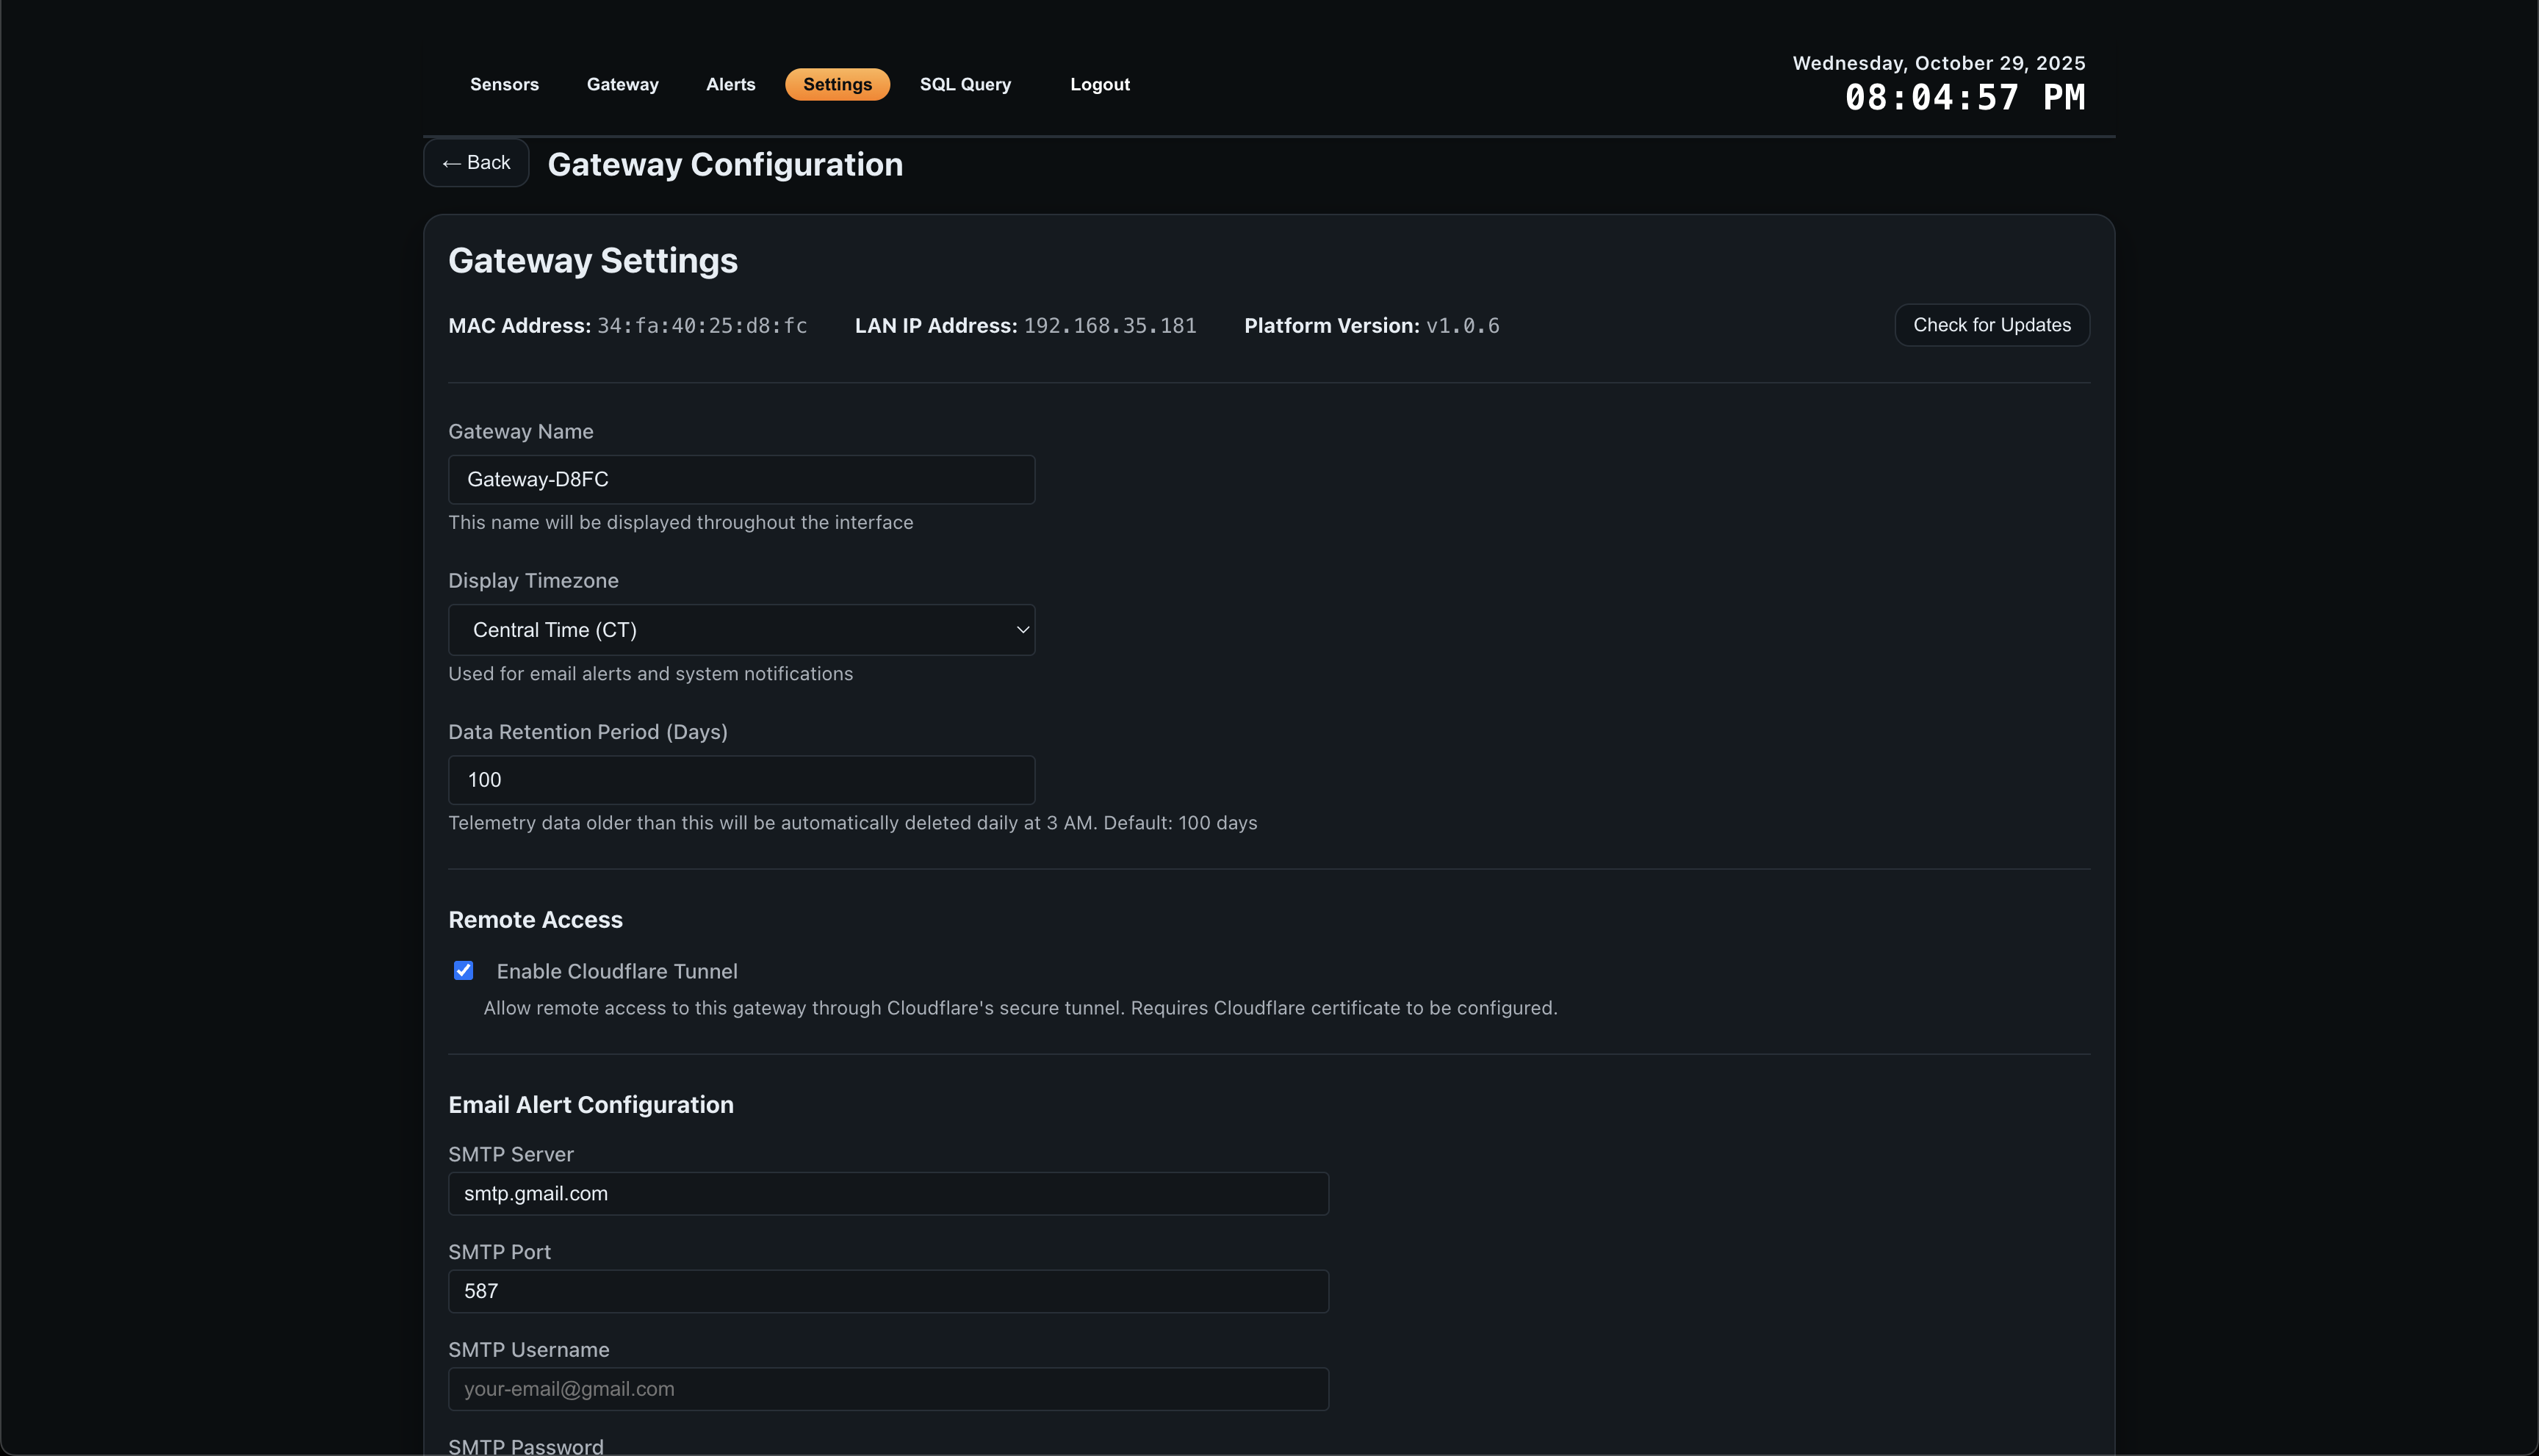 Sensors Gateway Alerts Settings SQL Query Logout
Wednesday, October 29, 2025
08:04:57 PM
← Back Gateway Configuration
Gateway Settings
MAC Address: 34:fa:40:25:d8:fc LAN IP Address: 192.168.35.181 Platform Version: v1.0.6 Check for Updates
Gateway Name
Gateway-D8FC
This name will be displayed throughout the interface
Display Timezone
Central Time (CT)
Used for email alerts and system notifications
Data Retention Period (Days)
100
Telemetry data older than this will be automatically deleted daily at 3 AM. Default: 100 days
Remote Access
Enable Cloudflare Tunnel
Allow remote access to this gateway through Cloudflare's secure tunnel. Requires Cloudflare certificate to be configured.
Email Alert Configuration
SMTP Server
smtp.gmail.com
SMTP Port
587
SMTP Username
your-email@gmail.com
SMTP Password